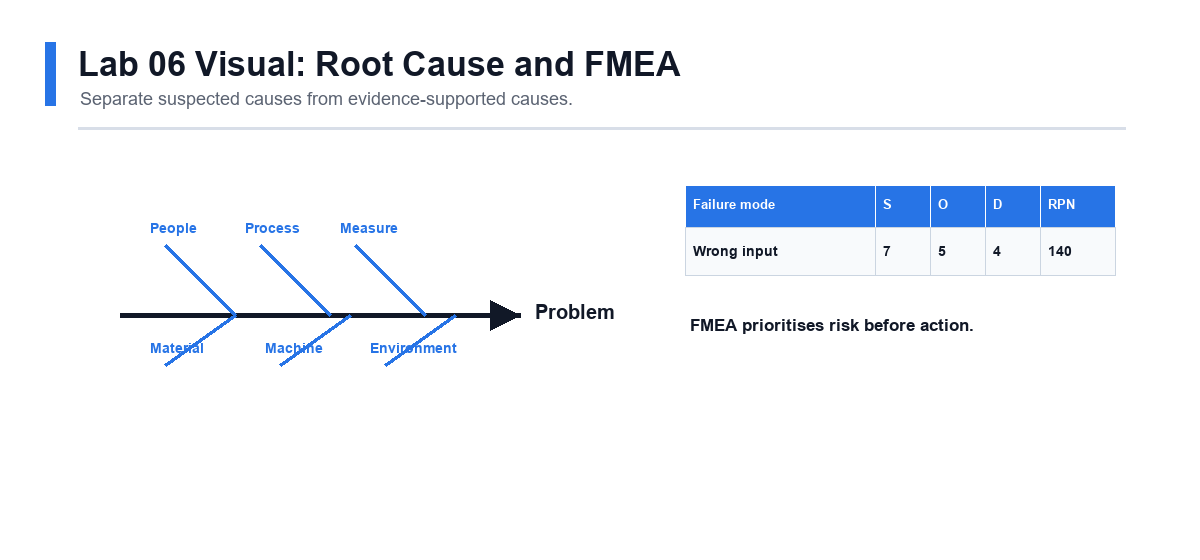 Lab 06 Visual: Root Cause and FMEA
Separate suspected causes from evidence-supported causes.
People Process Measure
Problem
Material Machine Environment
Failure mode S O D RPN
Wrong input 7 5 4 140
FMEA prioritises risk before action.